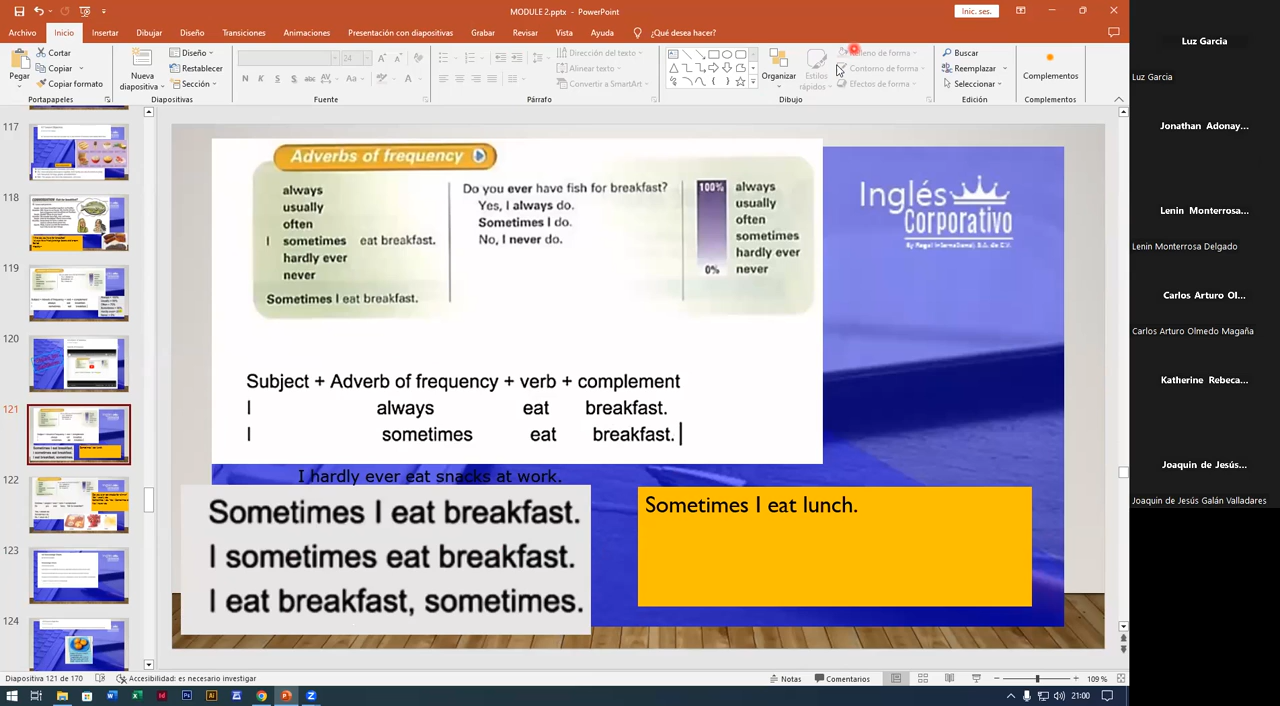 MODULE 2.pptx - PowerPoint
Inic. ses.
Archivo Inicio Insertar Dibujar Diseño Transiciones Animaciones Presentación con diapositivas Grabar Revisar Vista Ayuda ¿Qué desea hacer?
Pegar
Cortar
Copiar
Copiar formato
Portapapeles
Nueva
diapositiva
Diseño
Restablecer
Sección
Diapositivas
24
N K S S abc AV Aa A
Fuente
Dirección del texto
Alinear texto
Convertir a SmartArt
Párrafo
Organizar
Estilos
rápidos
Relleno de forma
Contorno de forma
Efectos de forma
Dibujo
Buscar
Reemplazar
Seleccionar
Edición
Complementos
Complementos
117
118
119
120
121
122
123
124
Adverbs of frequency
always
usually
often
I sometimes eat breakfast.
hardly ever
never
Sometimes I eat breakfast.
Do you ever have fish for breakfast?
Yes, I always do.
Sometimes I do.
No, I never do.
100% always
usually
often
sometimes
hardly ever
0% never
Inglés
Corporativo
By Regal International, S.A. de C.V.
Subject + Adverb of frequency + verb + complement
I always eat breakfast.
I sometimes eat breakfast.
I hardly ever eat snacks at work.
Sometimes I eat breakfast.
I sometimes eat breakfast.
I eat breakfast, sometimes.
Sometimes I eat lunch.
Luz Garcia
Luz Garcia
Jonathan Adonay...
Lenin Monterrosa...
Lenin Monterrosa Delgado
Carlos Arturo Ol...
Carlos Arturo Olmedo Magaña
Katherine Rebeca...
Joaquin de Jesús...
Joaquin de Jesús Galán Valladares
Diapositiva 121 de 170
Accesibilidad: es necesario investigar
Notas
Comentarios
109 %
21:00